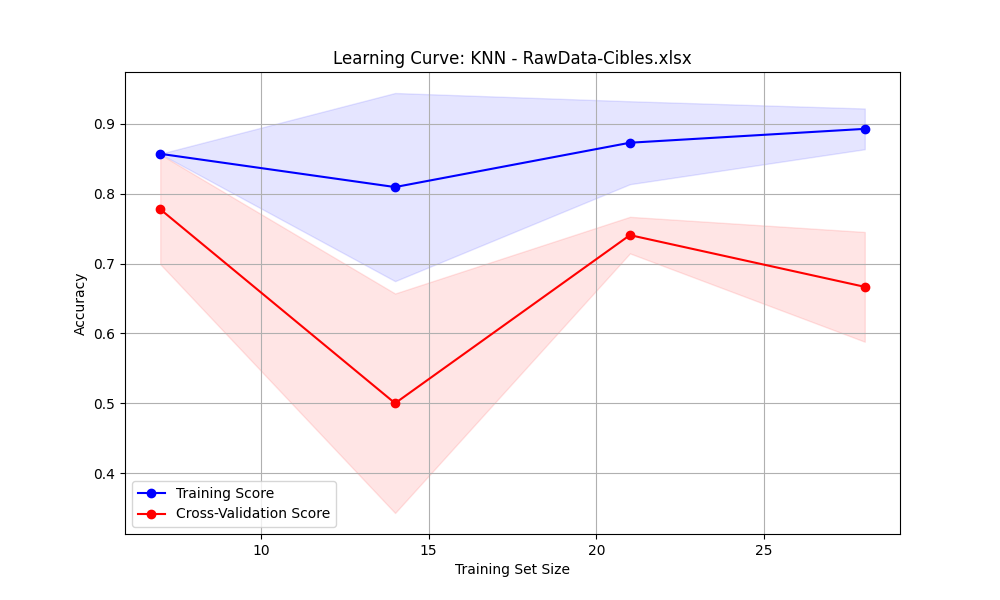 Learning Curve: KNN - RawData-Cibles.xlsx
0.9
0.8
0.7
0.6
0.5
0.4
Accuracy
Training Score
Cross-Validation Score
10
15
20
25
Training Set Size